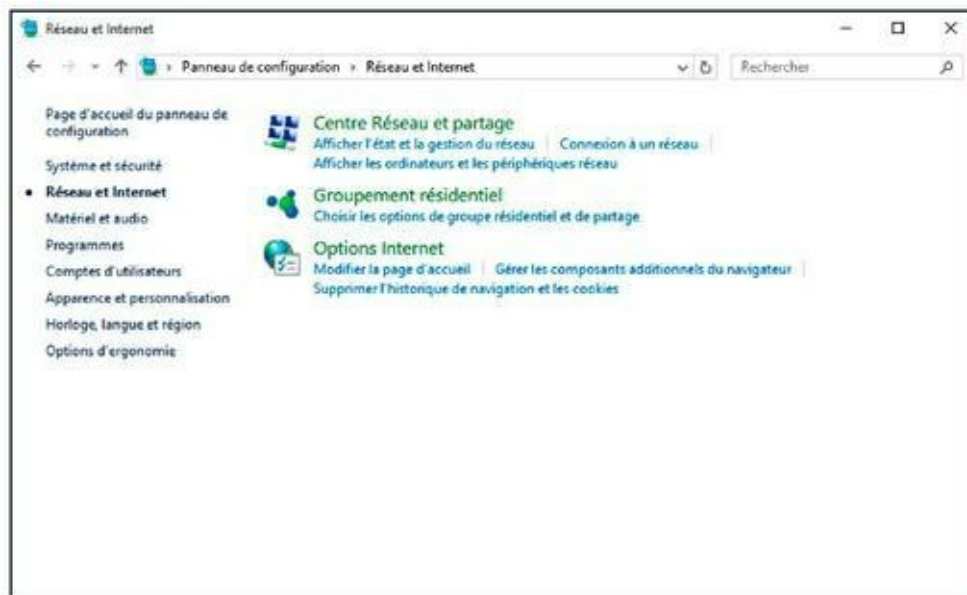 Réseau et Internet
Panneau de configuration › Réseau et Internet
Rechercher
Page d'accueil du panneau de
configuration
Système et sécurité
Réseau et Internet
Matériel et audio
Programmes
Comptes d'utilisateurs
Apparence et personnalisation
Horloge, langue et région
Options d'ergonomie
Centre Réseau et partage
Afficher l'état et la gestion du réseau | Connexion à un réseau |
Afficher les ordinateurs et les périphériques réseau
Groupement résidentiel
Choisir les options de groupe résidentiel et de partage
Options Internet
Modifier la page d'accueil | Gérer les composants additionnels du navigateur |
Supprimer l'historique de navigation et les cookies